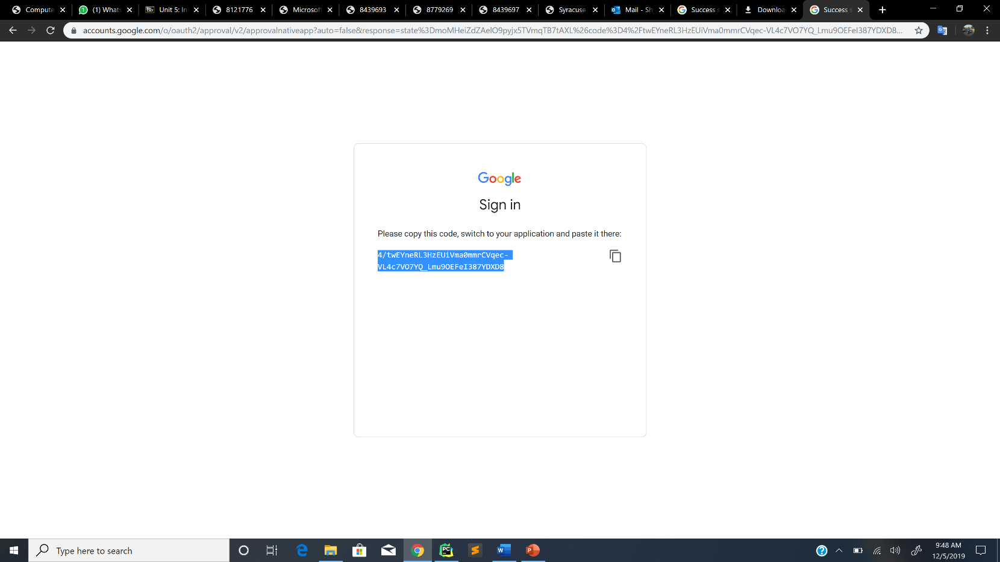 Compute
(1) Whats
Unit 5: In
8121776
Microsoft
8439693
8779269
8439697
Syracuse
Mail - Sh
Success s
Downloa
Success s
accounts.google.com/o/oauth2/approval/v2/approvalnativeapp?auto=false&response=state%3DmoMHeiZdZAelO9pyjx5TVmqTB7tAXL%26code%3D4%2FtwEYneRL3HzEUiVma0mmrCVqec-VL4c7VO7YQ_Lmu9OEFeI387YDXD8...
Google
Sign in
Please copy this code, switch to your application and paste it there:
4/twEYneRL3HzEUiVma0mmrCVqec-
VL4c7VO7YQ_Lmu9OEFeI387YDXD8
Type here to search
9:48 AM
12/5/2019